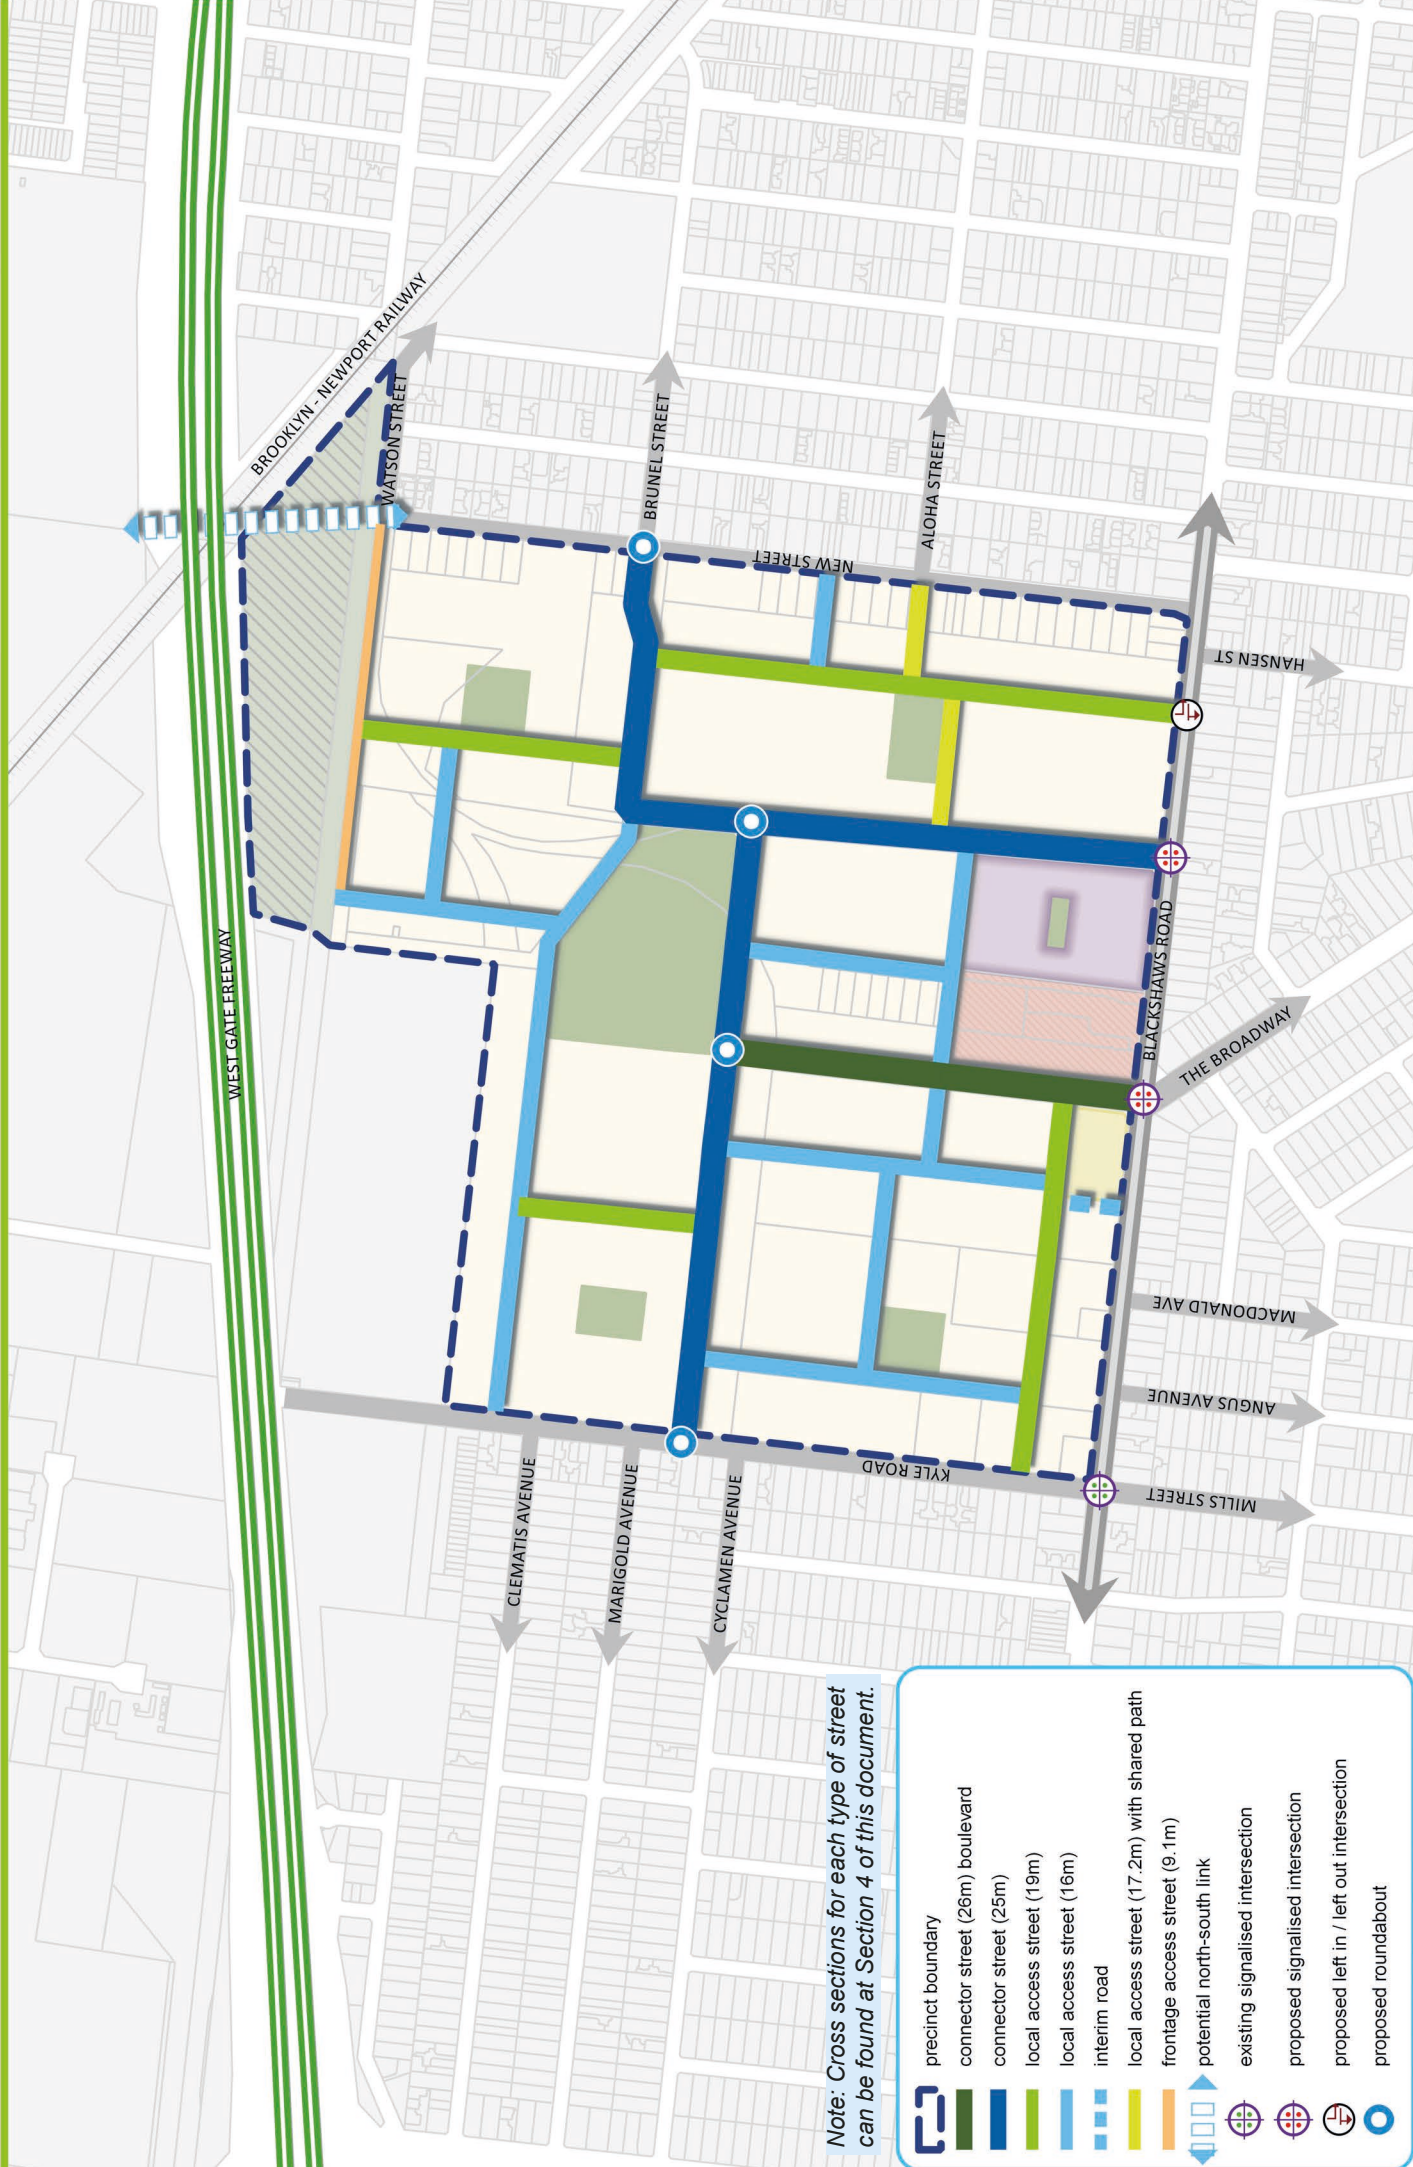 WEST GATE FREEWAY
BROOKLYN - NEWPORT RAILWAY
WATSON STREET
BRUNEL STREET
ALOHA STREET
NEW STREET
HANSEN ST
BLACKSHAWS ROAD
THE BROADWAY
MACDONALD AVE
ANGUS AVENUE
MILLS STREET
KYLE ROAD
CLEMATIS AVENUE
MARIGOLD AVENUE
CYCLAMEN AVENUE
Note: Cross sections for each type of street
can be found at Section 4 of this document.
precinct boundary
connector street (26m) boulevard
connector street (25m)
local access street (19m)
local access street (16m)
interim road
local access street (17.2m) with shared path
frontage access street (9.1m)
potential north-south link
existing signalised intersection
proposed signalised intersection
proposed left in / left out intersection
proposed roundabout